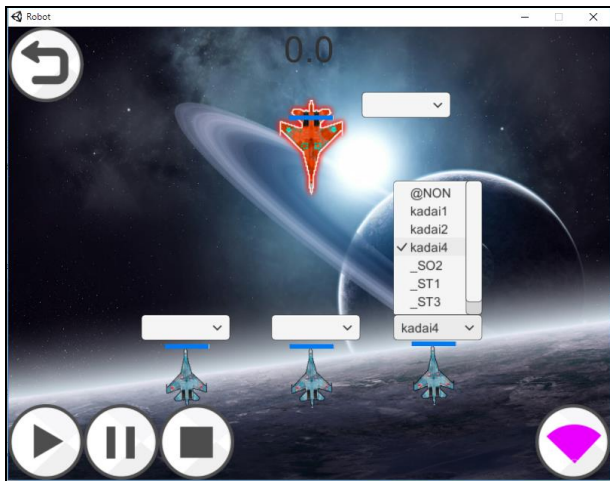 Robot
0.0
@NON
kadai1
kadai2
kadai4
_SO2
_ST1
_ST3
kadai4